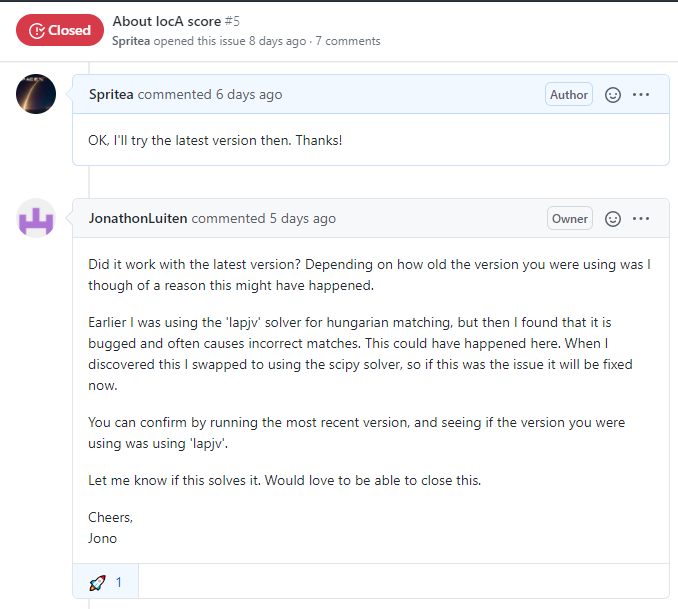 Closed
About locA score #5
Spritea opened this issue 8 days ago · 7 comments
Spritea commented 6 days ago
Author
OK, I'll try the latest version then. Thanks!
JonathonLuiten commented 5 days ago
Owner
Did it work with the latest version? Depending on how old the version you were using was I
though of a reason this might have happened.
Earlier I was using the 'lapjv' solver for hungarian matching, but then I found that it is
bugged and often causes incorrect matches. This could have happened here. When I
discovered this I swapped to using the scipy solver, so if this was the issue it will be fixed
now.
You can confirm by running the most recent version, and seeing if the version you were
using was using 'lapjv'.
Let me know if this solves it. Would love to be able to close this.
Cheers,
Jono
1